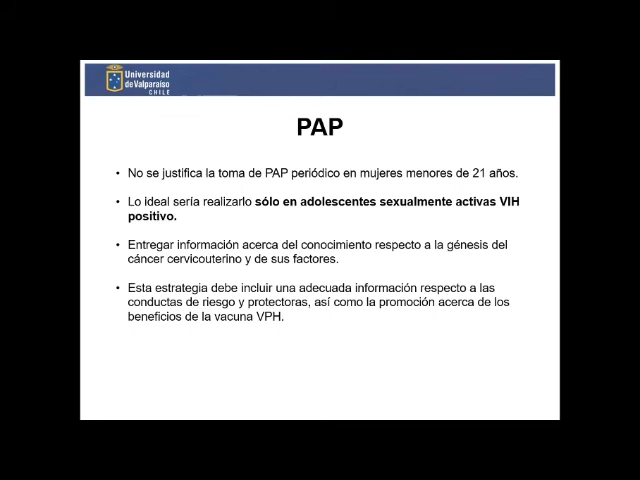 Universidad
de Valparaíso
CHILE
PAP
• No se justifica la toma de PAP periódico en mujeres menores de 21 años.
• Lo ideal sería realizarlo sólo en adolescentes sexualmente activas VIH
positivo.
• Entregar información acerca del conocimiento respecto a la génesis del
cáncer cervicouterino y de sus factores.
• Esta estrategia debe incluir una adecuada información respecto a las
conductas de riesgo y protectoras, así como la promoción acerca de los
beneficios de la vacuna VPH.